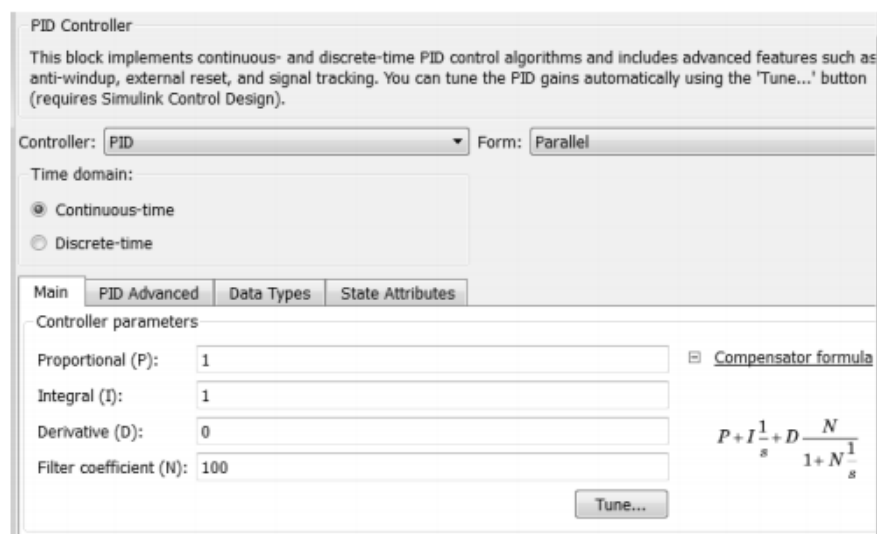 PID Controller
This block implements continuous- and discrete-time PID control algorithms and includes advanced features such as
anti-windup, external reset, and signal tracking. You can tune the PID gains automatically using the 'Tune...' button
(requires Simulink Control Design).
Controller: PID Form: Parallel
Time domain:
Continuous-time
Discrete-time
Main PID Advanced Data Types State Attributes
Controller parameters
Proportional (P): 1 Compensator formula
Integral (I): 1
Derivative (D): 0
P+I 1/s +D N/(1+N 1/s)
Filter coefficient (N): 100
Tune...